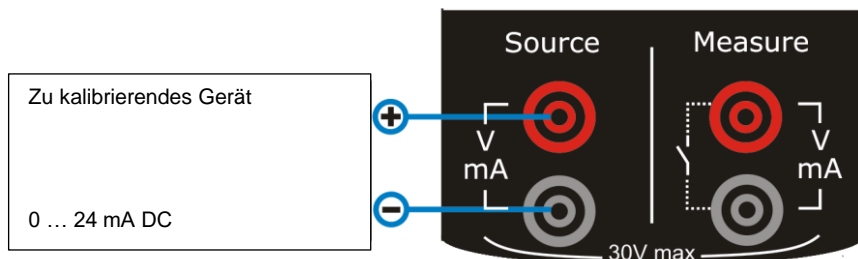 Zu kalibrierendes Gerät
0 … 24 mA DC
+
−
Source
Measure
V
mA
V
mA
30V max